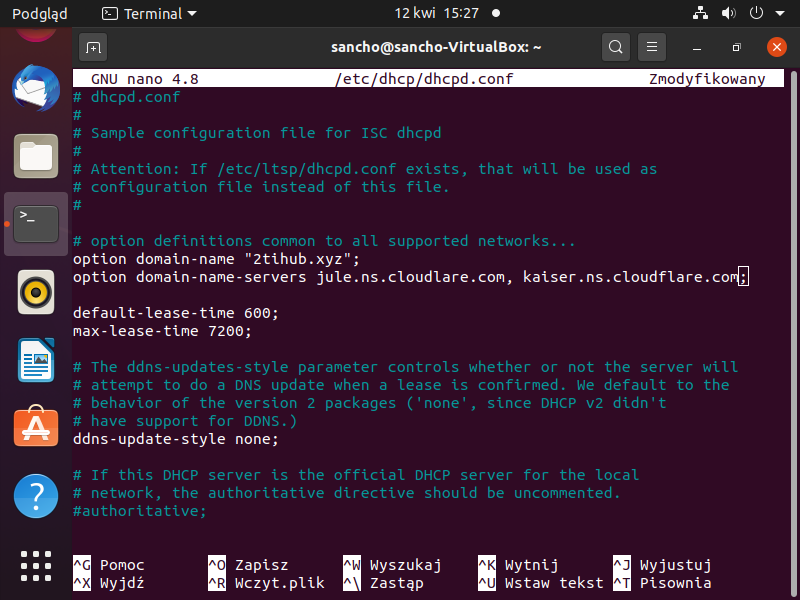 Podgląd
Terminal
12 kwi 15:27
sancho@sancho-VirtualBox: ~
GNU nano 4.8 /etc/dhcp/dhcpd.conf Zmodyfikowany
# dhcpd.conf
#
# Sample configuration file for ISC dhcpd
#
# Attention: If /etc/ltsp/dhcpd.conf exists, that will be used as
# configuration file instead of this file.
#
# option definitions common to all supported networks...
option domain-name "2tihub.xyz";
option domain-name-servers jule.ns.cloudlare.com, kaiser.ns.cloudflare.com;
default-lease-time 600;
max-lease-time 7200;
# The ddns-updates-style parameter controls whether or not the server will
# attempt to do a DNS update when a lease is confirmed. We default to the
# behavior of the version 2 packages ('none', since DHCP v2 didn't
# have support for DDNS.)
ddns-update-style none;
# If this DHCP server is the official DHCP server for the local
# network, the authoritative directive should be uncommented.
#authoritative;
^G Pomoc ^O Zapisz ^W Wyszukaj ^K Wytnij ^J Wyjustuj
^X Wyjdź ^R Wczyt.plik ^\ Zastąp ^U Wstaw tekst ^T Pisownia